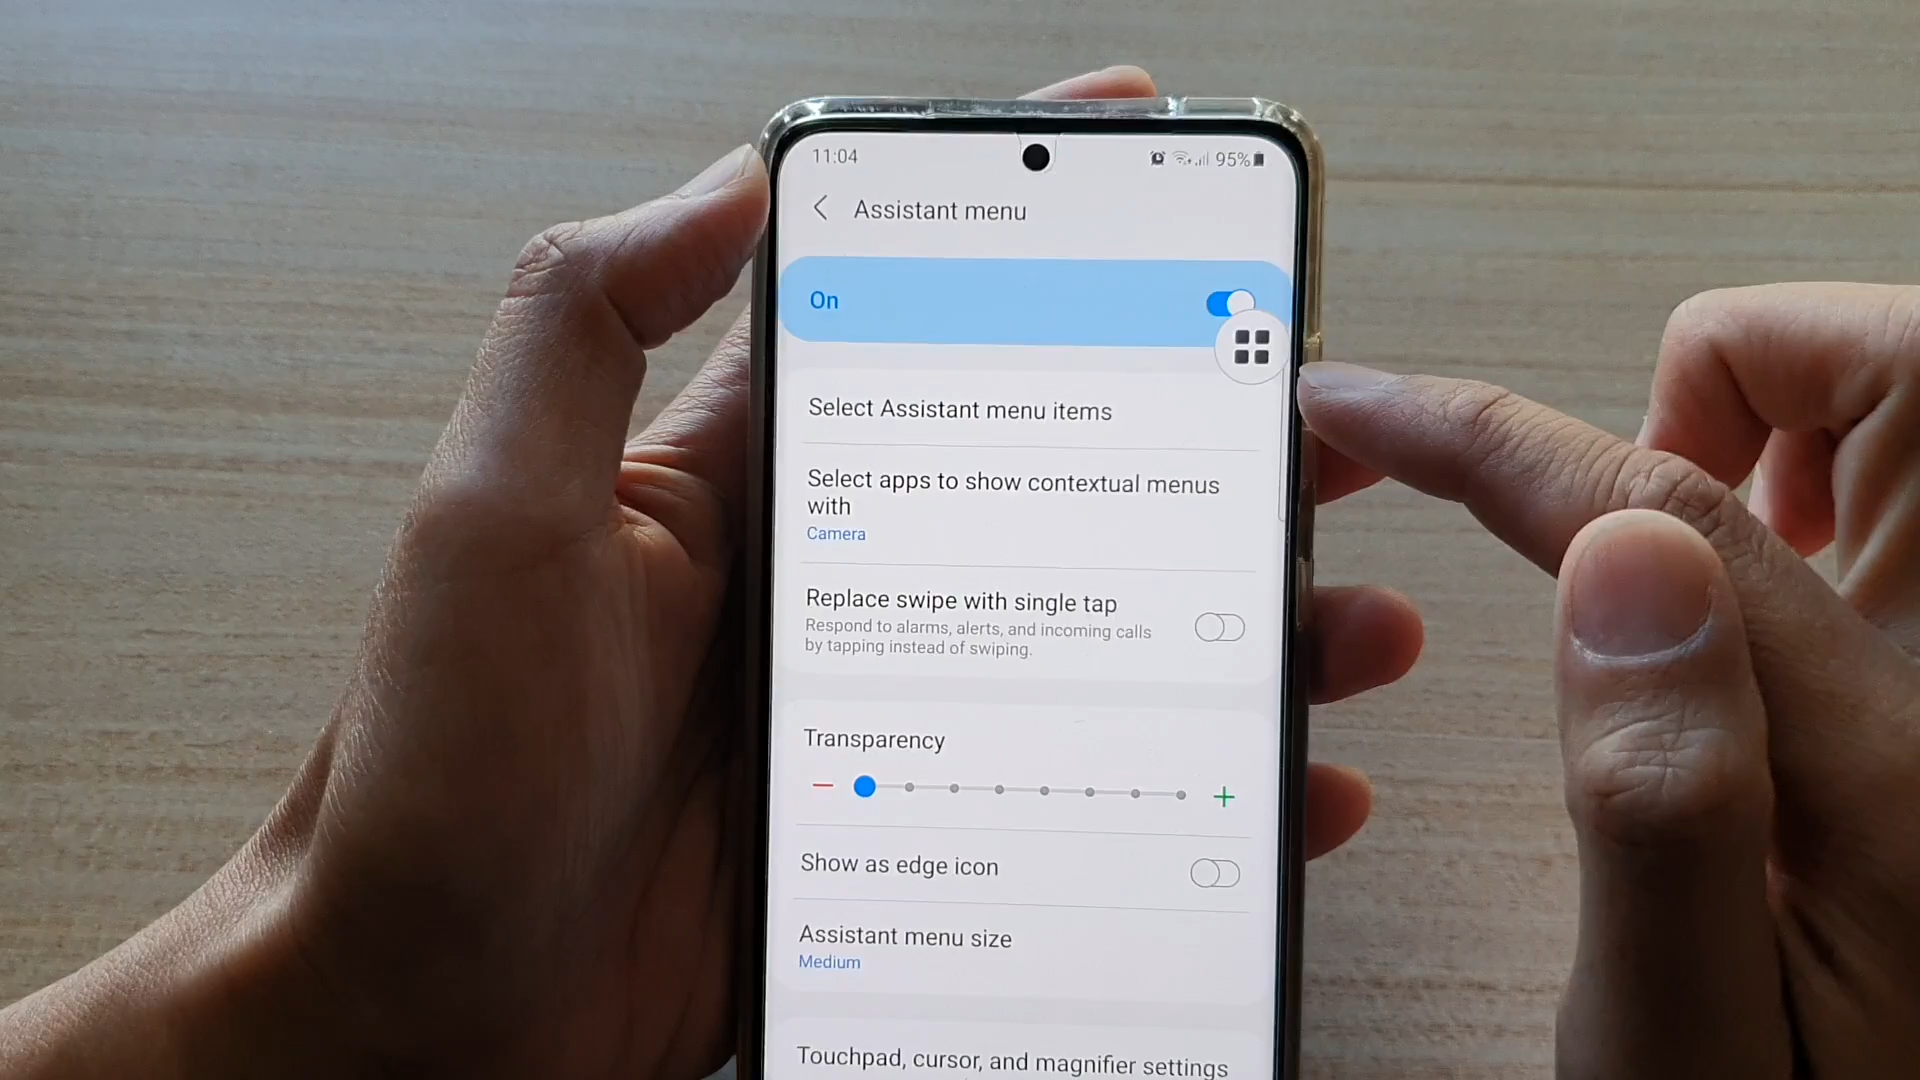 11:04
95%
Assistant menu
On
Select Assistant menu items
Select apps to show contextual menus
with
Camera
Replace swipe with single tap
Respond to alarms, alerts, and incoming calls
by tapping instead of swiping.
Transparency
Show as edge icon
Assistant menu size
Medium
Touchpad, cursor, and magnifier settings